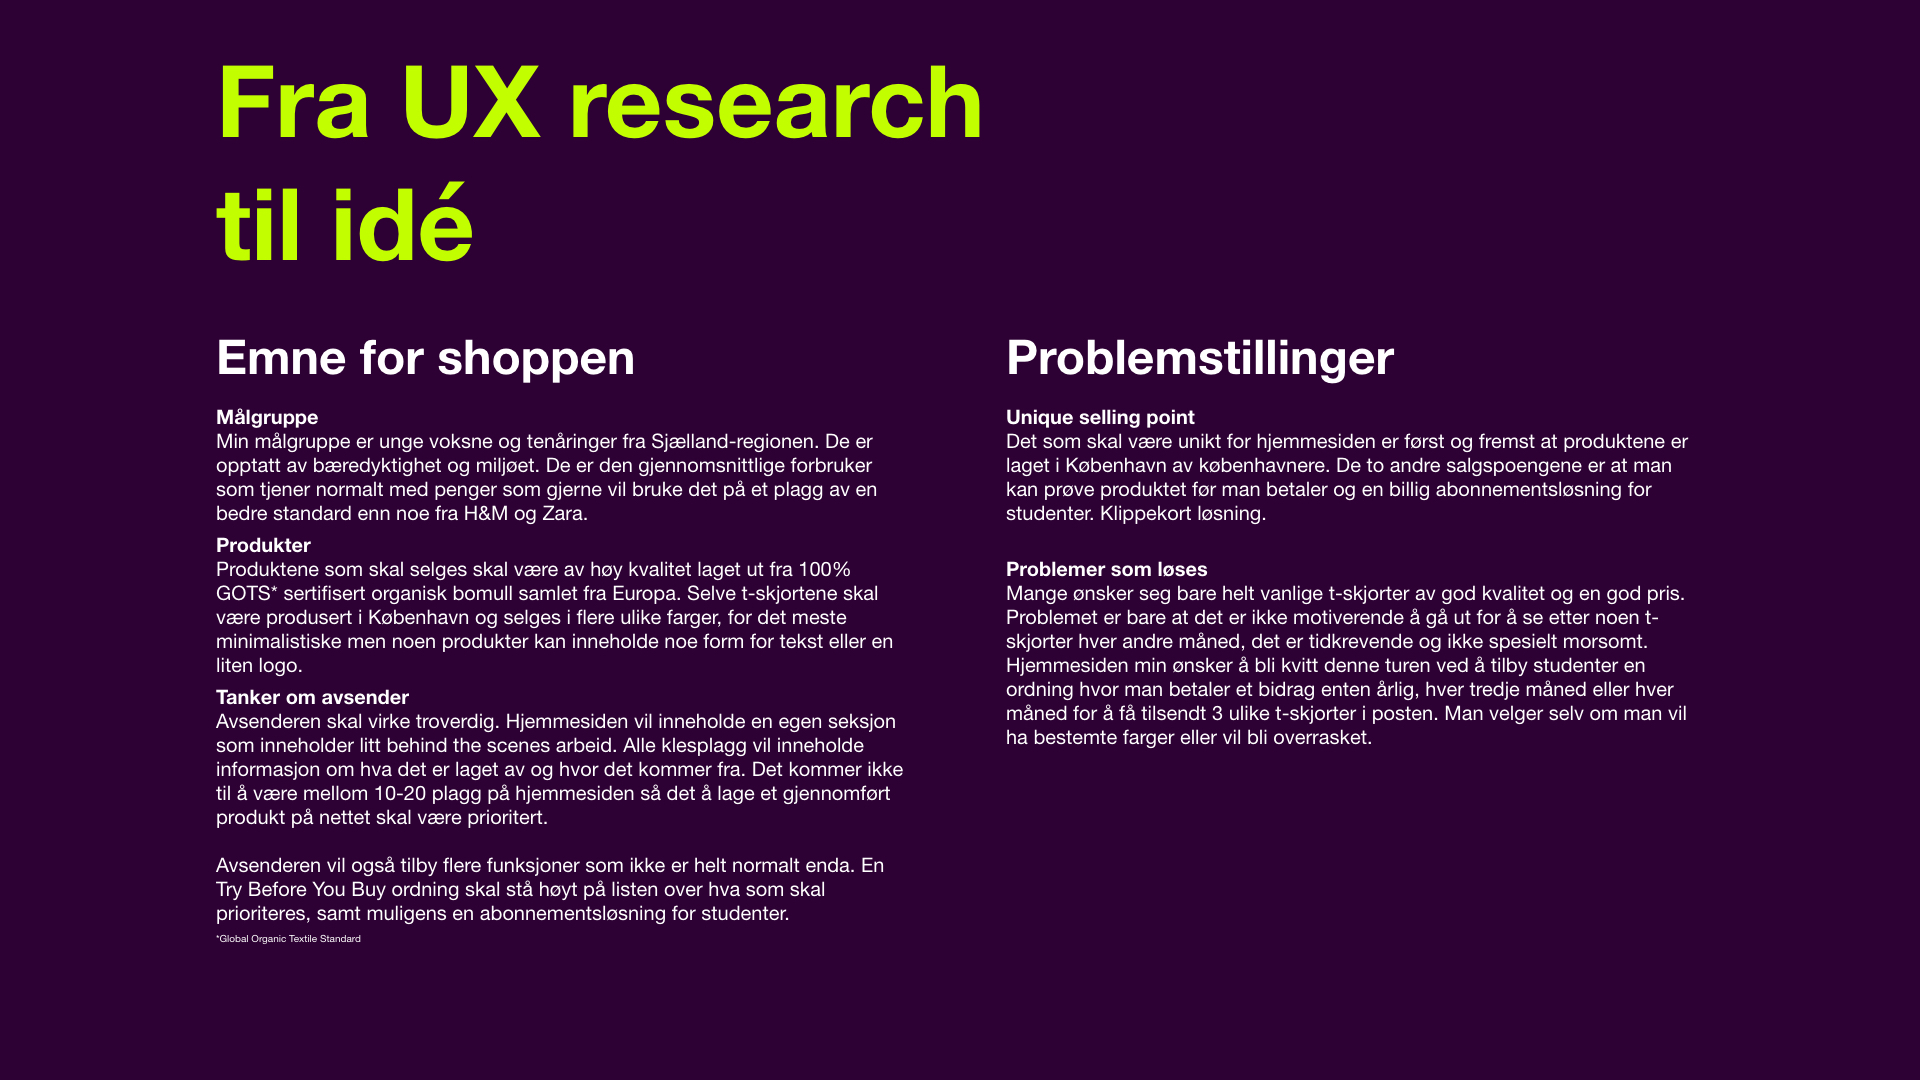 Fra UX research
til idé
Emne for shoppen
Målgruppe
Min målgruppe er unge voksne og tenåringer fra Sjælland-regionen. De er
opptatt av bæredyktighet og miljøet. De er den gjennomsnittlige forbruker
som tjener normalt med penger som gjerne vil bruke det på et plagg av en
bedre standard enn noe fra H&M og Zara.
Produkter
Produktene som skal selges skal være av høy kvalitet laget ut fra 100%
GOTS* sertifisert organisk bomull samlet fra Europa. Selve t-skjortene skal
være produsert i København og selges i flere ulike farger, for det meste
minimalistiske men noen produkter kan inneholde noe form for tekst eller en
liten logo.
Tanker om avsender
Avsenderen skal virke troverdig. Hjemmesiden vil inneholde en egen seksjon
som inneholder litt behind the scenes arbeid. Alle klesplagg vil inneholde
informasjon om hva det er laget av og hvor det kommer fra. Det kommer ikke
til å være mellom 10-20 plagg på hjemmesiden så det å lage et gjennomført
produkt på nettet skal være prioritert.
Avsenderen vil også tilby flere funksjoner som ikke er helt normalt enda. En
Try Before You Buy ordning skal stå høyt på listen over hva som skal
prioriteres, samt muligens en abonnementsløsning for studenter.
*Global Organic Textile Standard
Problemstillinger
Unique selling point
Det som skal være unikt for hjemmesiden er først og fremst at produktene er
laget i København av københavnere. De to andre salgspoengene er at man
kan prøve produktet før man betaler og en billig abonnementsløsning for
studenter. Klippekort løsning.
Problemer som løses
Mange ønsker seg bare helt vanlige t-skjorter av god kvalitet og en god pris.
Problemet er bare at det er ikke motiverende å gå ut for å se etter noen t-
skjorter hver andre måned, det er tidkrevende og ikke spesielt morsomt.
Hjemmesiden min ønsker å bli kvitt denne turen ved å tilby studenter en
ordning hvor man betaler et bidrag enten årlig, hver tredje måned eller hver
måned for å få tilsendt 3 ulike t-skjorter i posten. Man velger selv om man vil
ha bestemte farger eller vil bli overrasket.